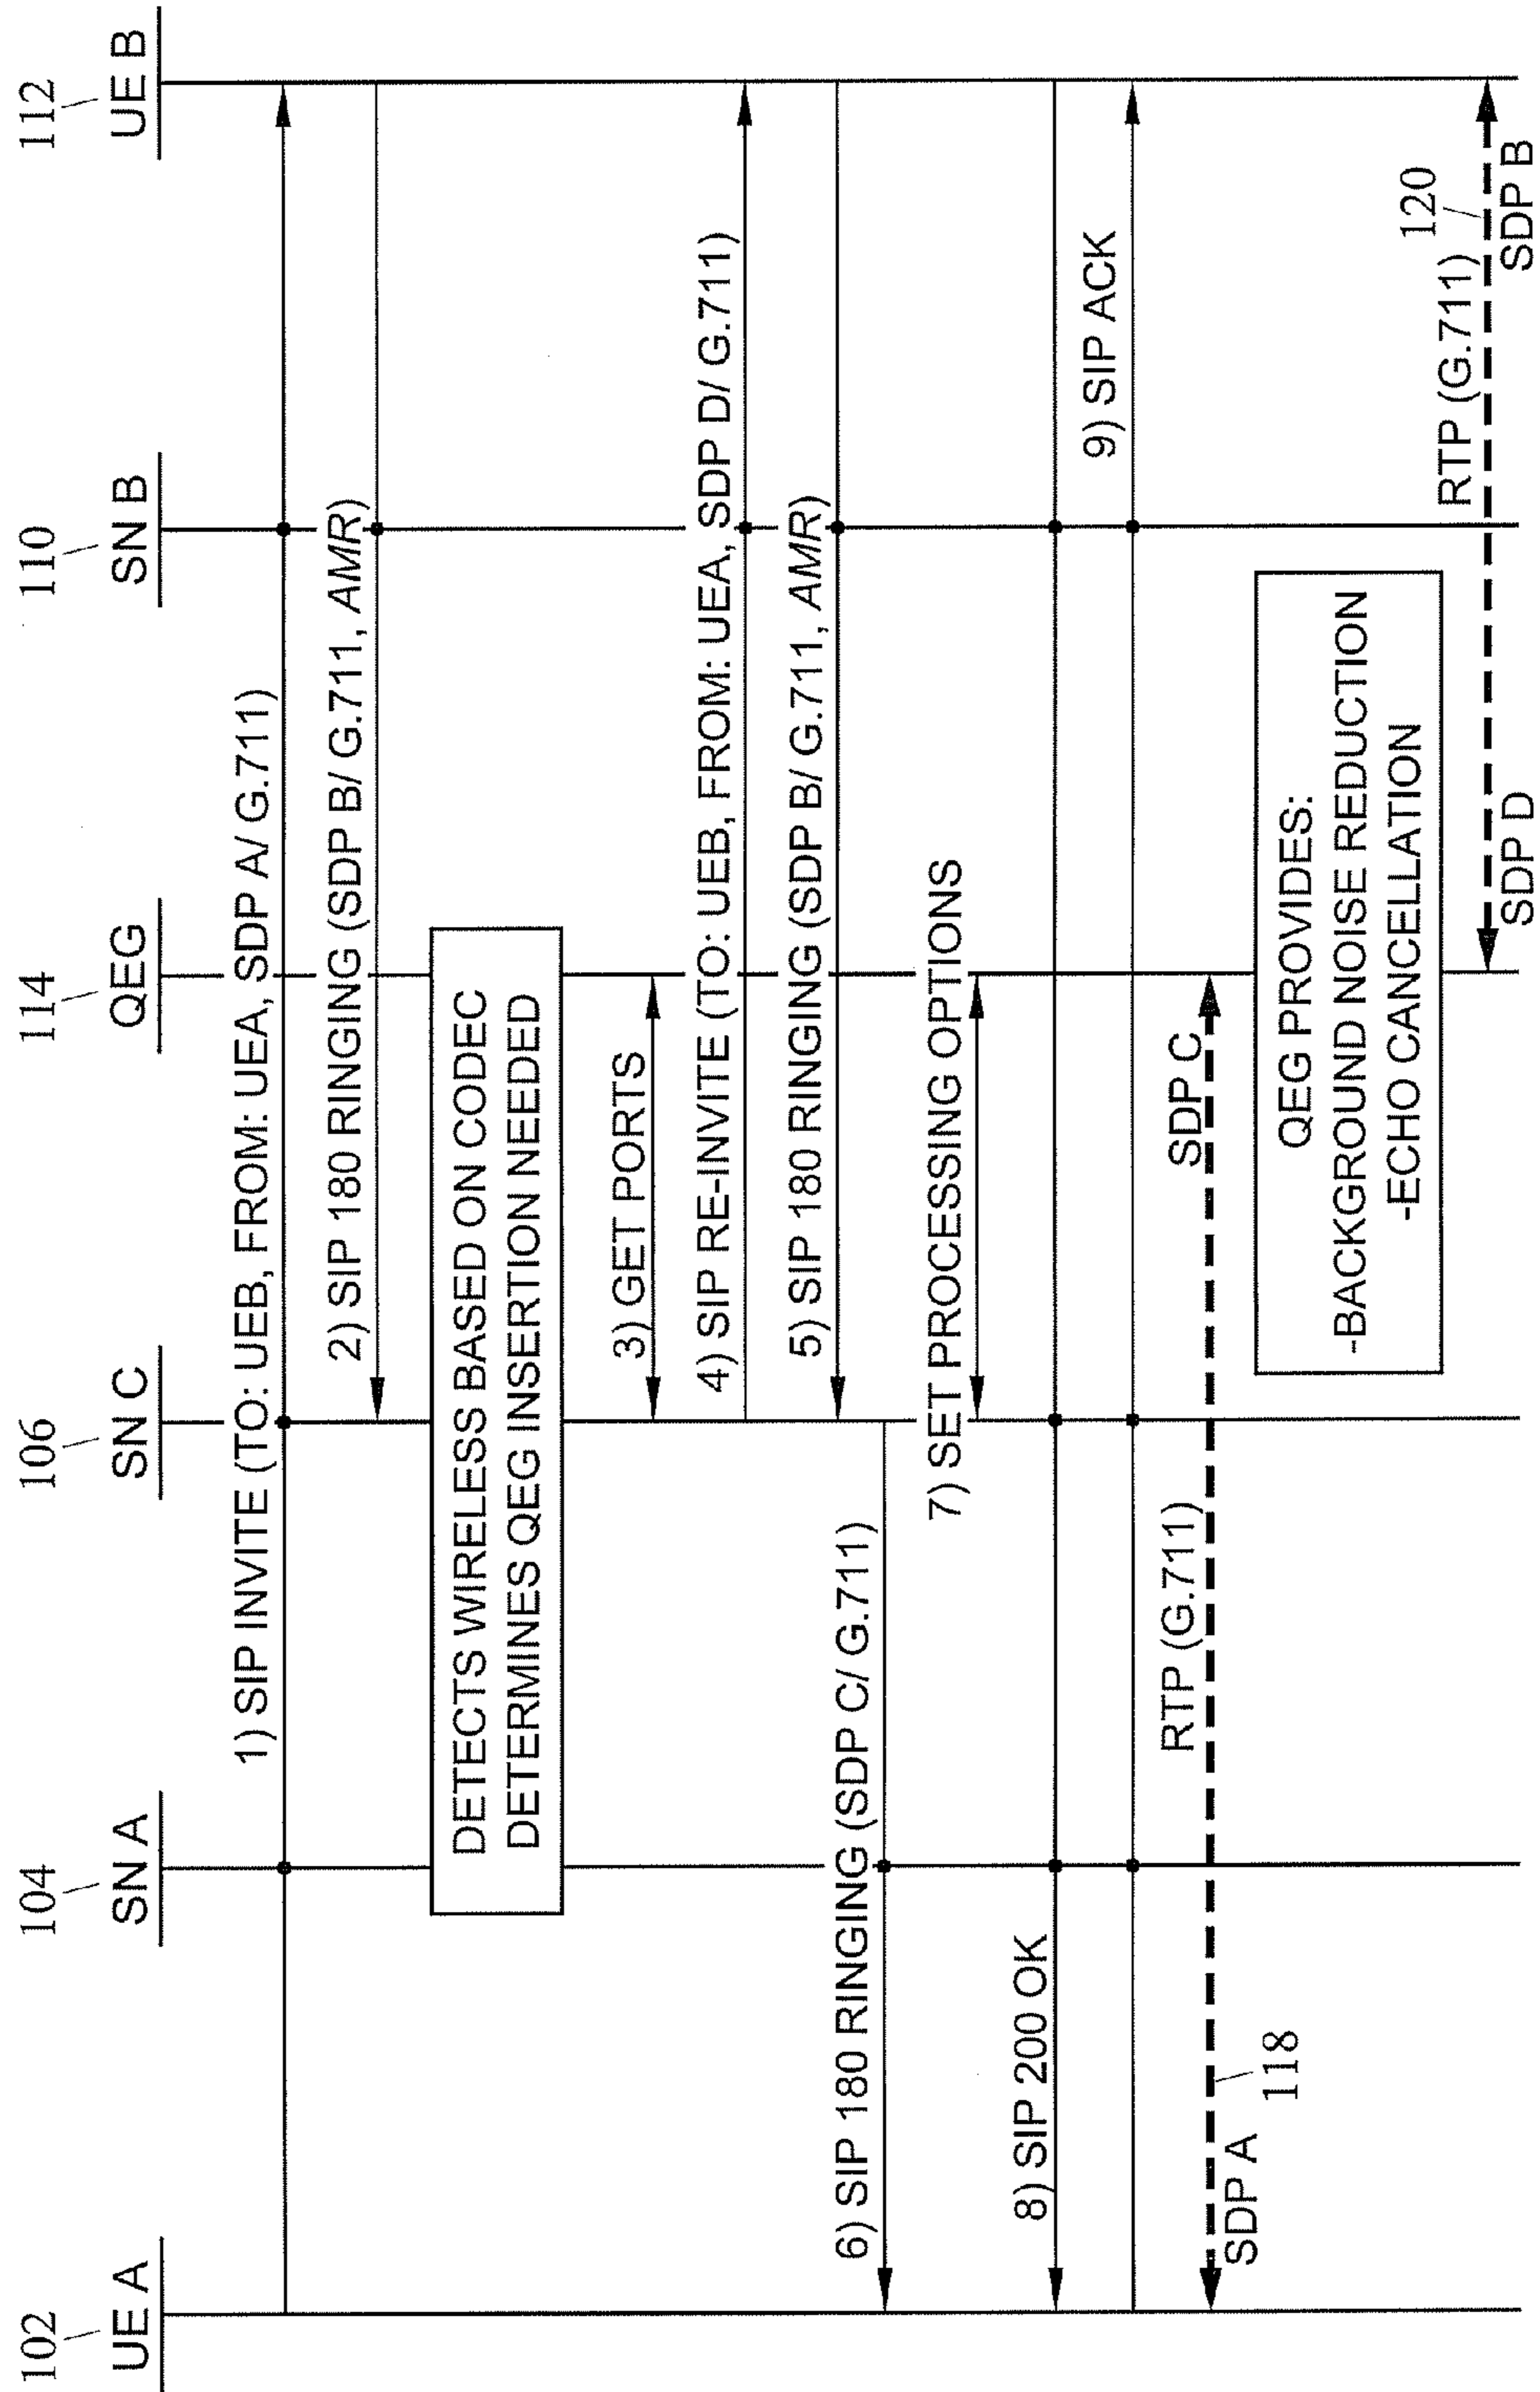 102
UE A
104
SN A
106
SN C
114
QEG
110
SN B
112
UE B
1) SIP INVITE (TO: UEB, FROM: UEA, SDP A/ G.711)
2) SIP 180 RINGING (SDP B/ G.711, AMR)
DETECTS WIRELESS BASED ON CODEC
DETERMINES QEG INSERTION NEEDED
3) GET PORTS
4) SIP RE-INVITE (TO: UEB, FROM: UEA, SDP D/ G.711)
5) SIP 180 RINGING (SDP B/ G.711, AMR)
6) SIP 180 RINGING (SDP C/ G.711)
7) SET PROCESSING OPTIONS
8) SIP 200 OK
9) SIP ACK
RTP (G.711)
SDP C
SDP A
118
QEG PROVIDES:
-BACKGROUND NOISE REDUCTION
-ECHO CANCELLATION
RTP (G.711)
120
SDP D
SDP B